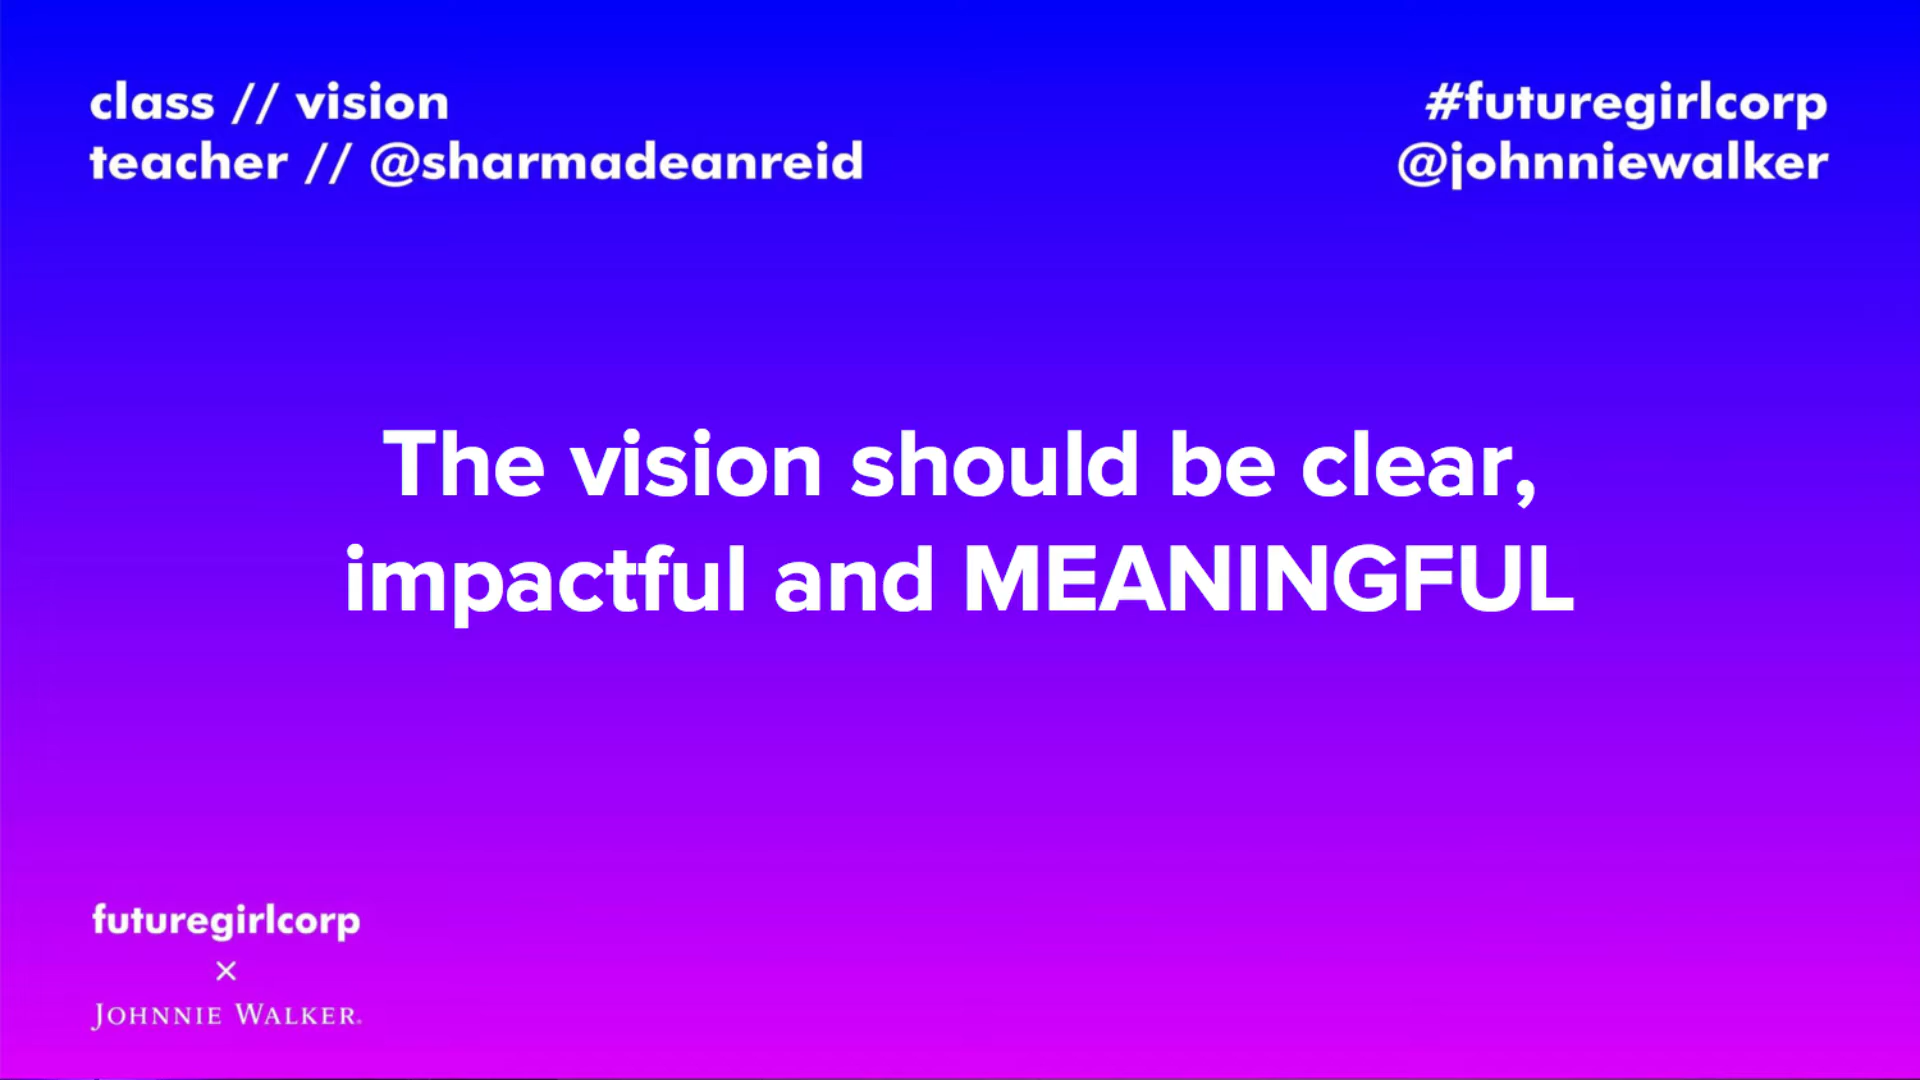 class // vision
teacher // @sharmadeanreid
#futuregirlcorp
@johnniewalker
The vision should be clear,
impactful and MEANINGFUL
futuregirlcorp
×
JOHNNIE WALKER.